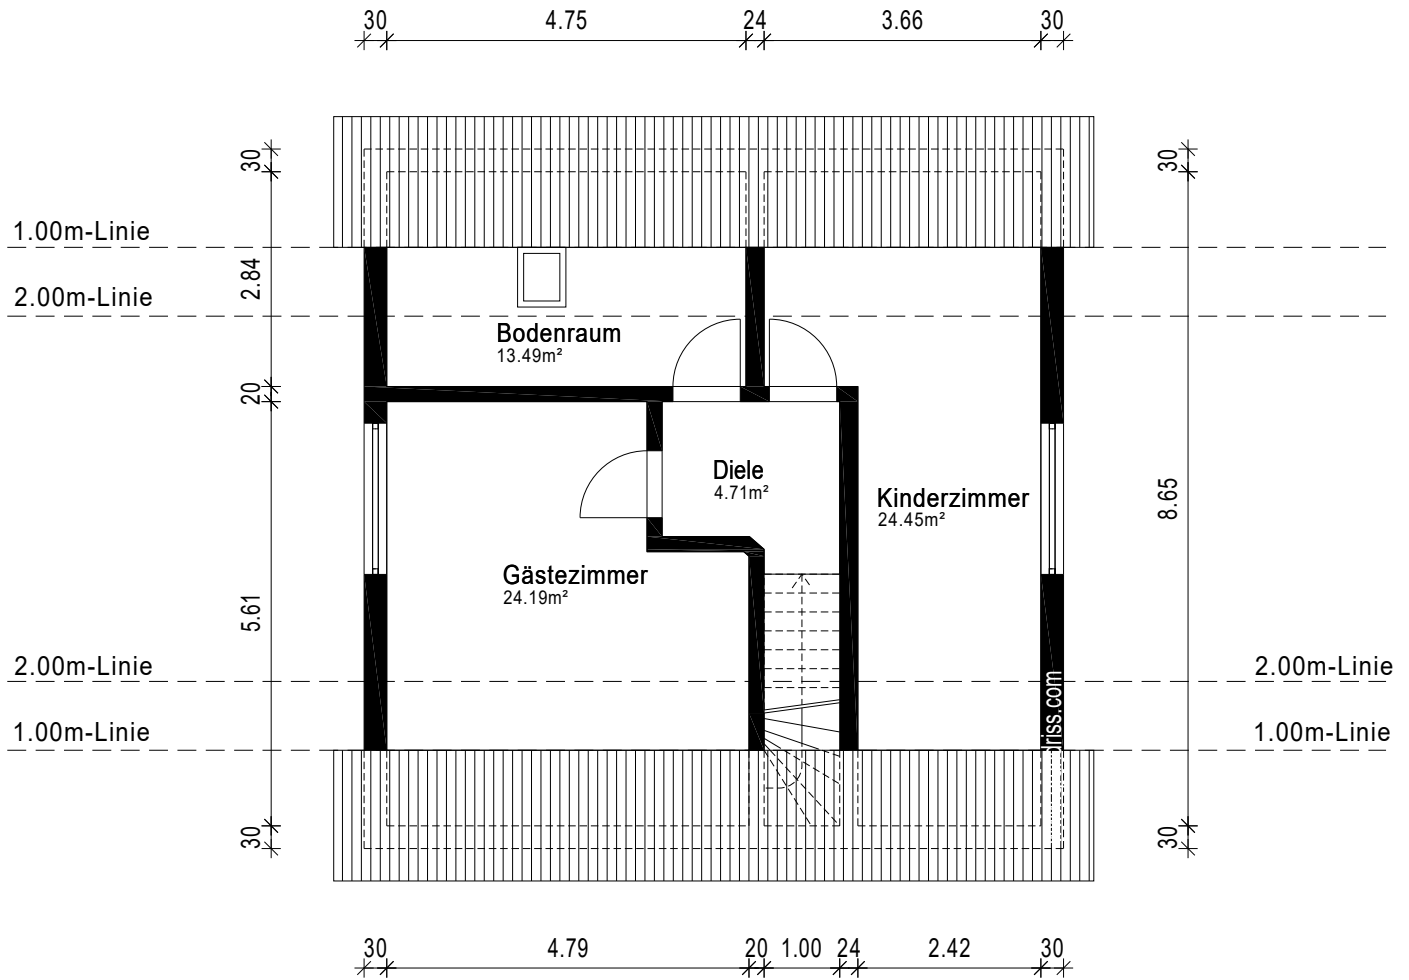 30 4.75 24 3.66 30
30
30
1.00m-Linie
2.84
2.00m-Linie
Bodenraum
13.49m²
20
Diele
4.71m²
Kinderzimmer
24.45m²
8.65
Gästezimmer
24.19m²
5.61
2.00m-Linie
2.00m-Linie
1.00m-Linie
1.00m-Linie
30
30
30 4.79 20 1.00 24 2.42 30